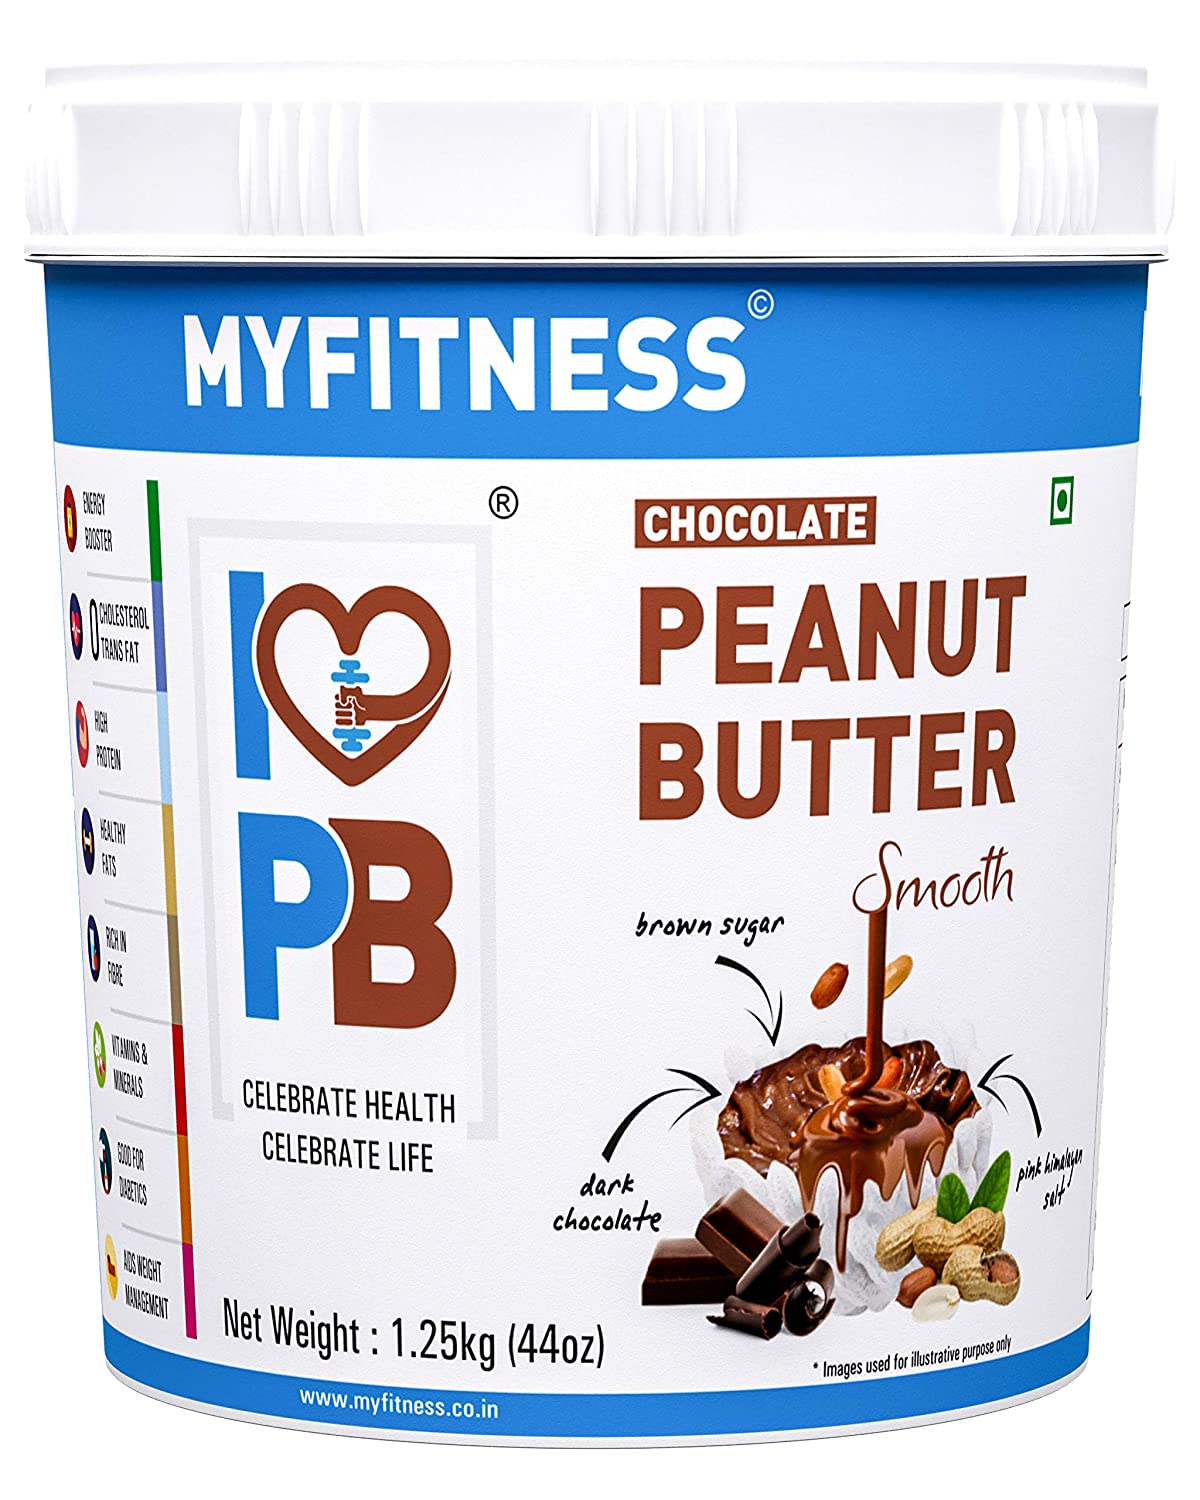 MYFITNESS©
ENERGY
BOOSTER
0 CHOLESTEROL
TRANS FAT
HIGH
PROTEIN
HEALTHY
FATS
RICH IN
FIBRE
VITAMINS &
MINERALS
GOOD FOR
DIABETICS
AIDS WEIGHT
MANAGEMENT
®
I
PB
CELEBRATE HEALTH
CELEBRATE LIFE
CHOCOLATE
PEANUT
BUTTER
Smooth
brown sugar
dark
chocolate
pink himalayan
salt
Net Weight : 1.25kg (44oz)
* Images used for illustrative purpose only
www.myfitness.co.in